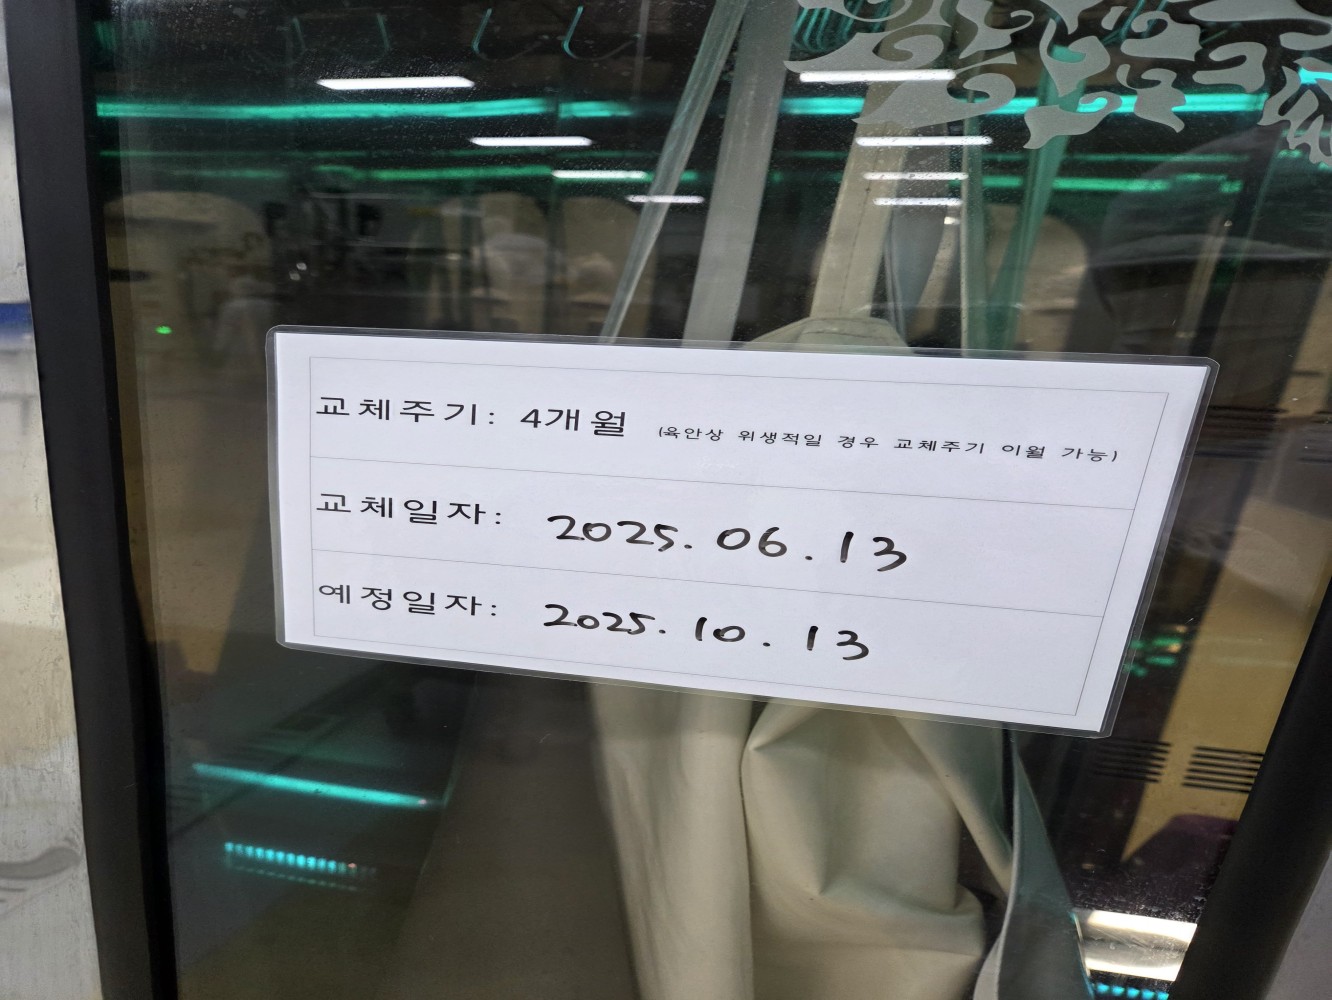 교체주기: 4개월 (육안상 위생적일 경우 교체주기 이월 가능)
교체일자: 2025. 06. 13
예정일자: 2025. 10. 13